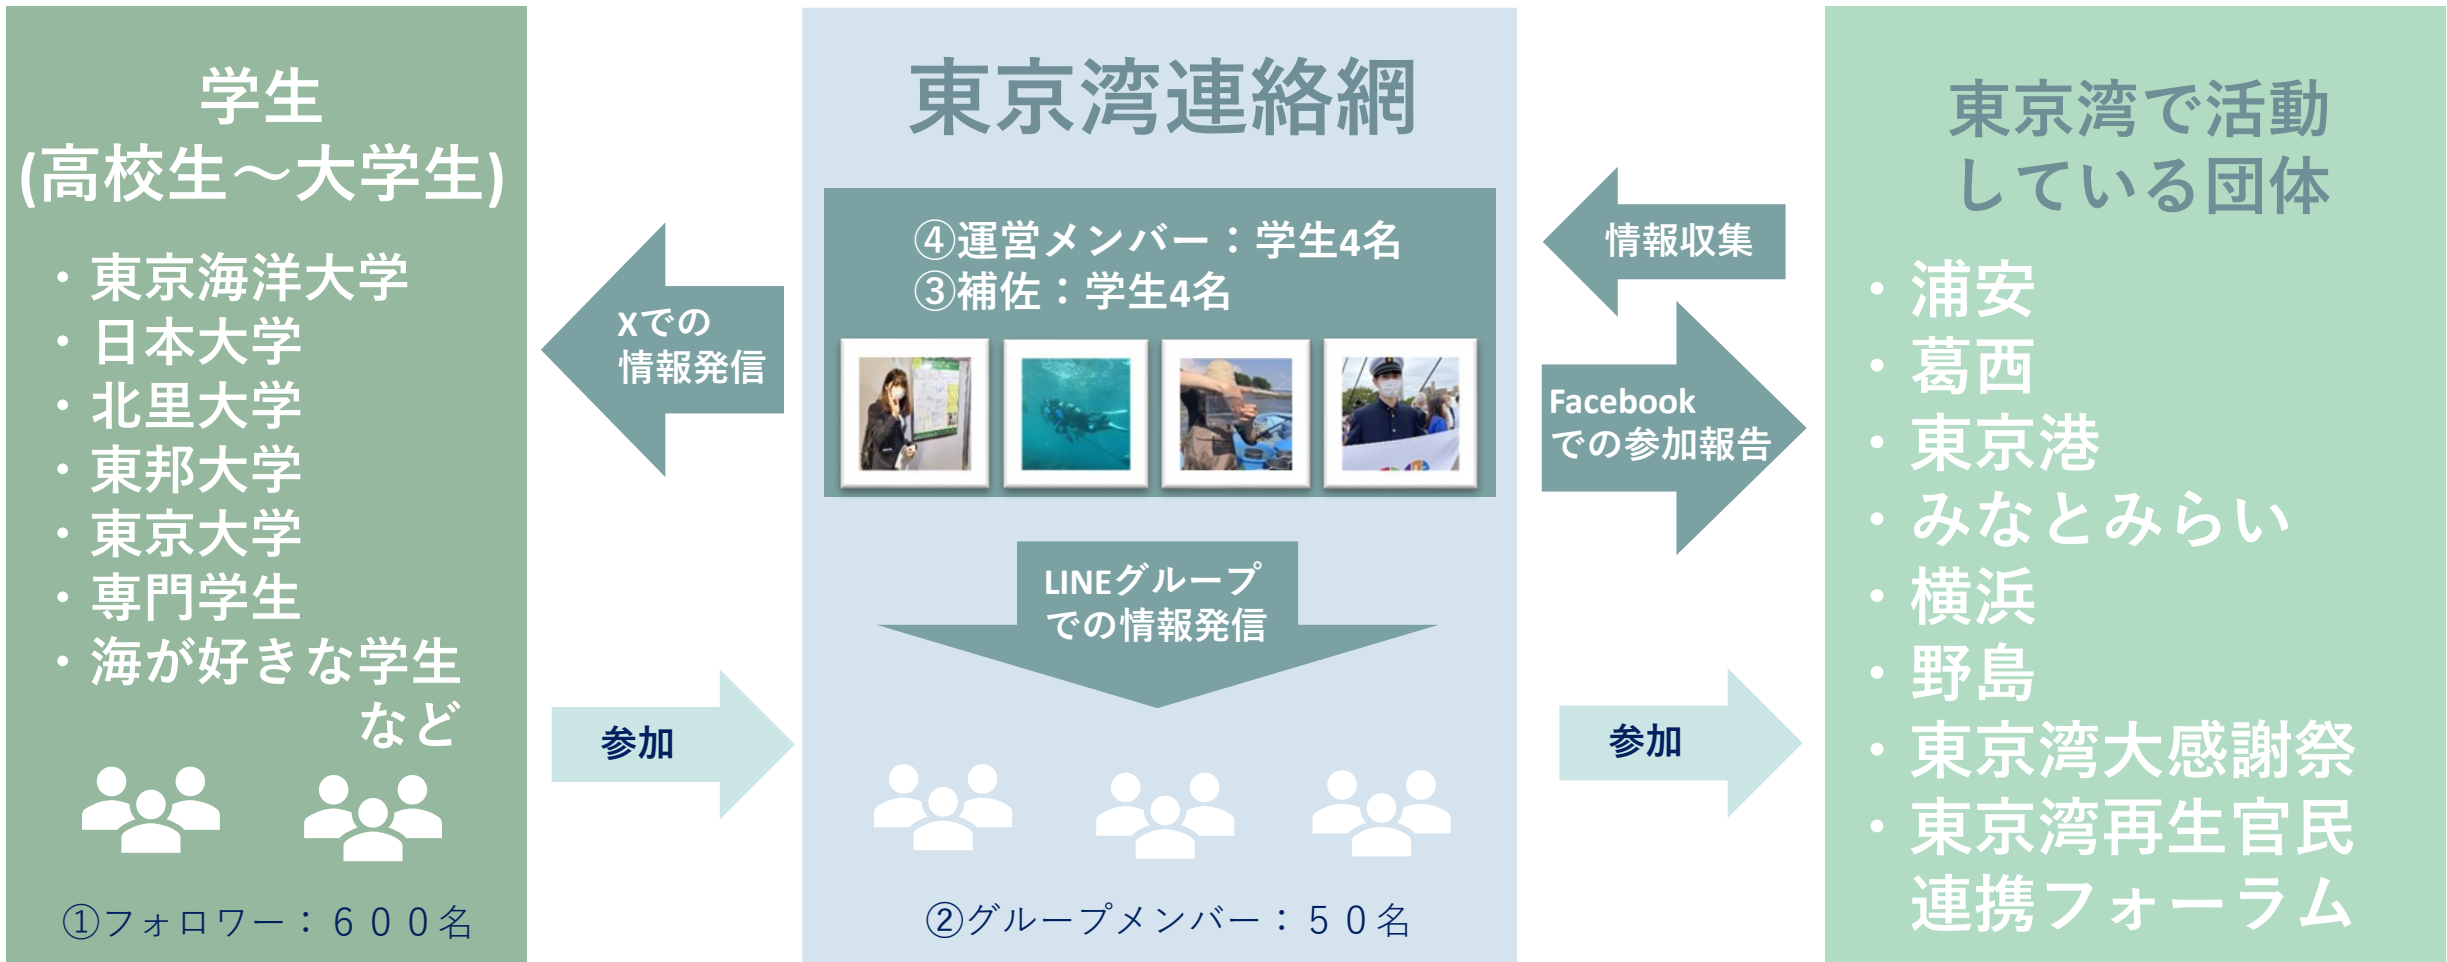 学生
(高校生～大学生)
・東京海洋大学
・日本大学
・北里大学
・東邦大学
・東京大学
・専門学生
・海が好きな学生
など
①フォロワー：６００名
Xでの
情報発信
参加
東京湾連絡網
④運営メンバー：学生4名
③補佐：学生4名
LINEグループ
での情報発信
②グループメンバー：５０名
情報収集
Facebook
での参加報告
参加
東京湾で活動
している団体
・浦安
・葛西
・東京港
・みなとみらい
・横浜
・野島
・東京湾大感謝祭
・東京湾再生官民
連携フォーラム